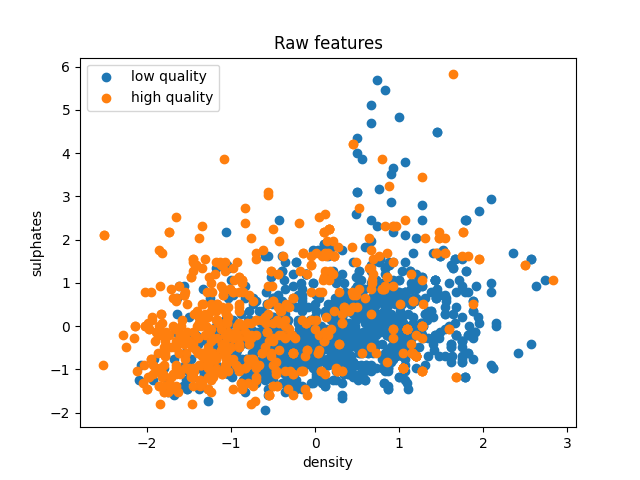 Raw features
low quality
high quality
6
5
4
3
2
1
0
−1
−2
sulphates
−2 −1 0 1 2 3
density